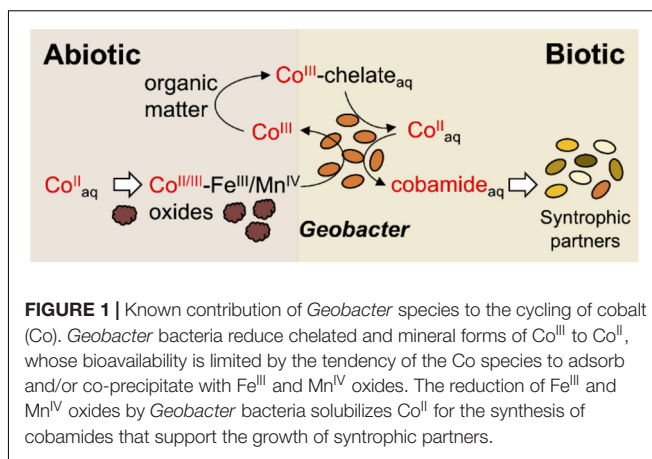 Abiotic
Biotic
organic
matter
Coᴵᴵᴵ-chelateaq
Coᴵᴵᴵ
Coᴵᴵaq
Coᴵᴵaq
Coᴵᴵ/ᴵᴵᴵ-Feᴵᴵᴵ/Mnᴵⱽ
oxides
cobamideaq
Geobacter
Syntrophic
partners
FIGURE 1 | Known contribution of Geobacter species to the cycling of cobalt
(Co). Geobacter bacteria reduce chelated and mineral forms of Coᴵᴵᴵ to Coᴵᴵ,
whose bioavailability is limited by the tendency of the Co species to adsorb
and/or co-precipitate with Feᴵᴵᴵ and Mnᴵⱽ oxides. The reduction of Feᴵᴵᴵ and
Mnᴵⱽ oxides by Geobacter bacteria solubilizes Coᴵᴵ for the synthesis of
cobamides that support the growth of syntrophic partners.